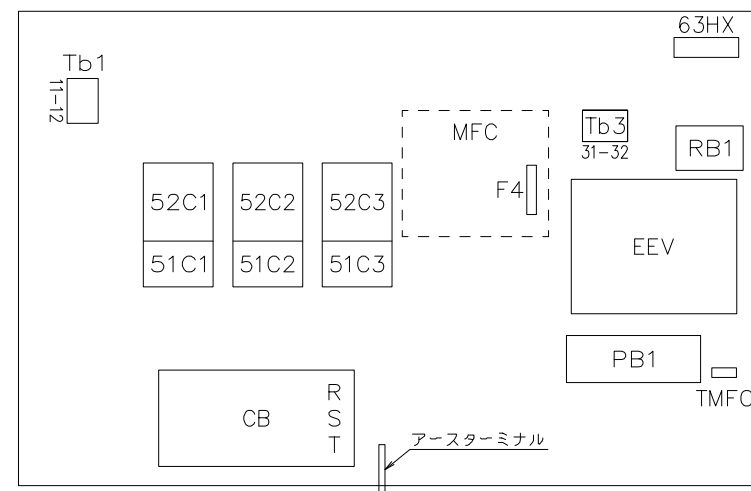 63HX
Tb1
11-12
MFC
Tb3
31-32
RB1
F4
52C1
52C2
52C3
51C1
51C2
51C3
EEV
PB1
TMFC
CB
R
S
T
アースターミナル